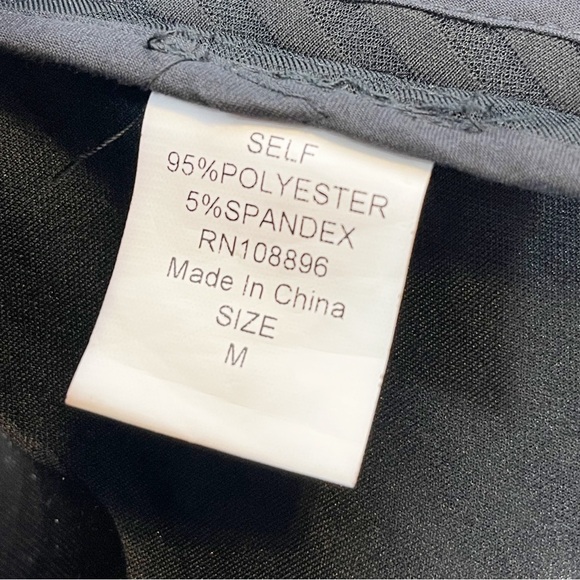 SELF
95%POLYESTER
5%SPANDEX
RN108896
Made In China
SIZE
M